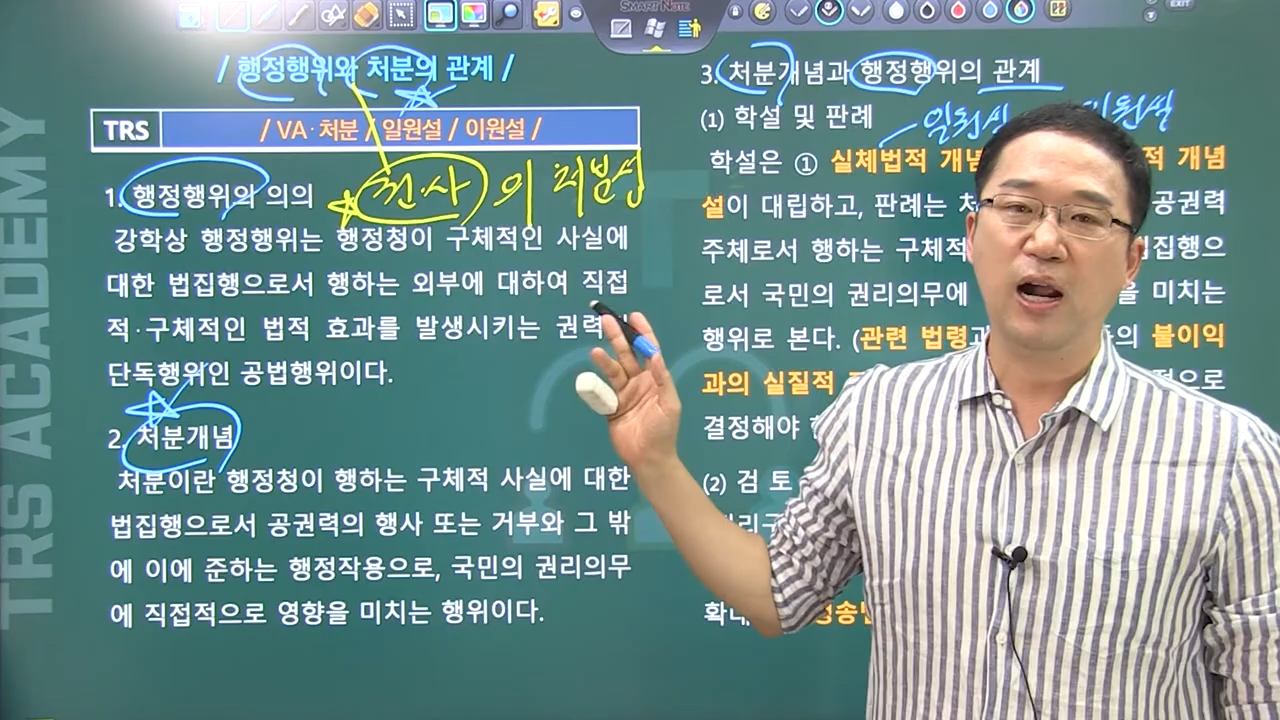 SMART NOTE
EXIT
TRS ACADEMY
/ 행정행위와 처분의 관계 /
TRS / VA·처분 / 일원설 / 이원설 /
1. 행정행위의 의의
의 처분성
강학상 행정행위는 행정청이 구체적인 사실에
대한 법집행으로서 행하는 외부에 대하여 직접
적·구체적인 법적 효과를 발생시키는
단독행위인 공법행위이다.
2. 처분개념
처분이란 행정청이 행하는 구체적 사실에 대한
법집행으로서 공권력의 행사 또는 거부와 그 밖
에 이에 준하는 행정작용으로, 국민의 권리의무
에 직접적으로 영향을 미치는 행위이다.
3. 처분개념과 행정행위의 관계
(1) 학설 및 판례
일원설
학설은 ① 실체법적 개념
설이 대립하고, 판례는 공권력
주체로서 행하는
로서 국민의 권리의무에 미치는
행위로 본다. (관련 법령 불이익
과의 실질적
결정해야
(2) 검 토